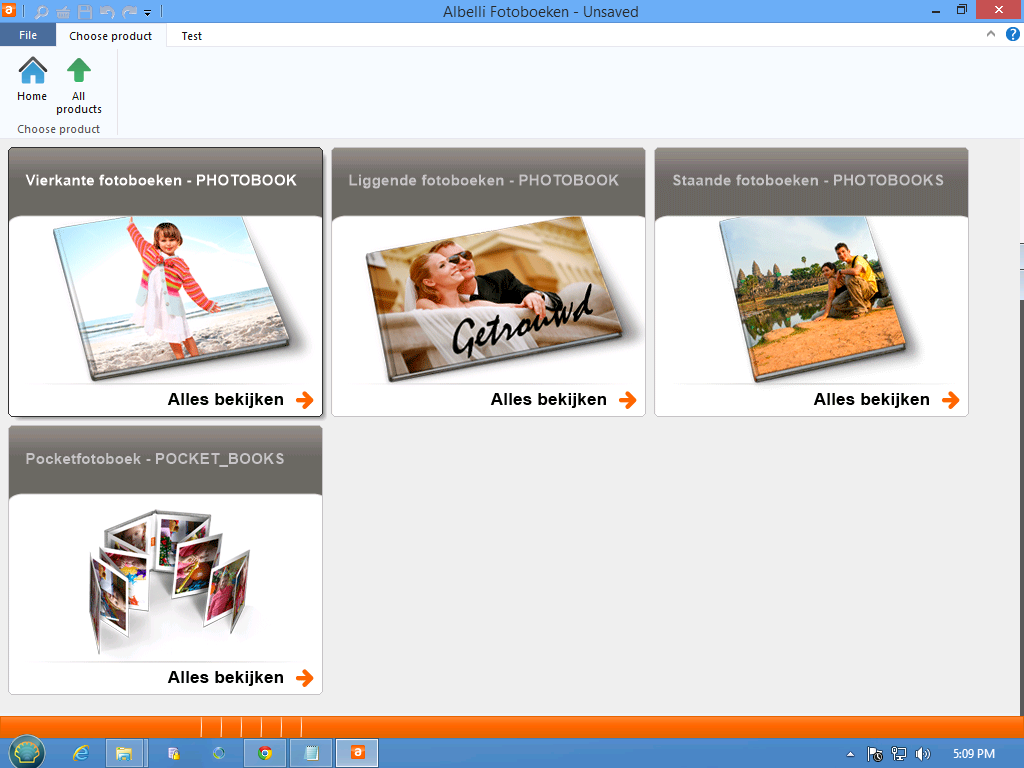 Albelli Fotoboeken - Unsaved
File
Choose product
Test
Home
All
products
Choose product
Vierkante fotoboeken - PHOTOBOOK
Liggende fotoboeken - PHOTOBOOK
Staande fotoboeken - PHOTOBOOKS
Getrouwd
Alles bekijken
Alles bekijken
Alles bekijken
Pocketfotoboek - POCKET_BOOKS
Alles bekijken
5:09 PM